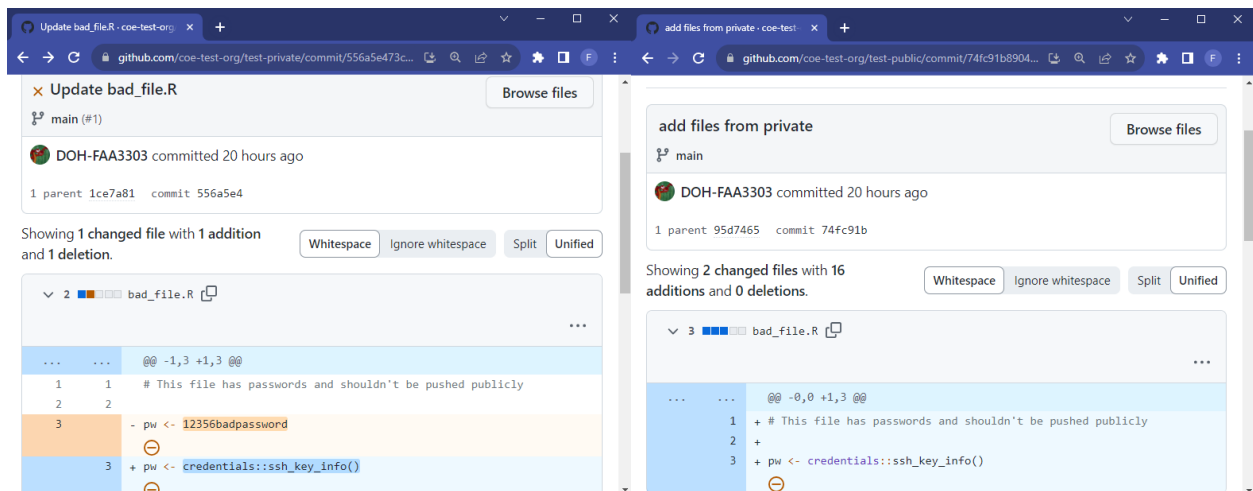 Update bad_file.R · coe-test-org
github.com/coe-test-org/test-private/commit/556a5e473c...
F
Update bad_file.R
Browse files
main (#1)
DOH-FAA3303 committed 20 hours ago
1 parent 1ce7a81 commit 556a5e4
Showing 1 changed file with 1 addition
and 1 deletion.
Whitespace Ignore whitespace Split Unified
2 bad_file.R
... ... @@ -1,3 +1,3 @@
1 1 # This file has passwords and shouldn't be pushed publicly
2 2
3 - pw <- 12356badpassword
3 + pw <- credentials::ssh_key_info()
add files from private · coe-test-
github.com/coe-test-org/test-public/commit/74fc91b8904...
F
add files from private
Browse files
main
DOH-FAA3303 committed 20 hours ago
1 parent 95d7465 commit 74fc91b
Showing 2 changed files with 16
additions and 0 deletions.
Whitespace Ignore whitespace Split Unified
3 bad_file.R
... ... @@ -0,0 +1,3 @@
1 + # This file has passwords and shouldn't be pushed publicly
2 +
3 + pw <- credentials::ssh_key_info()